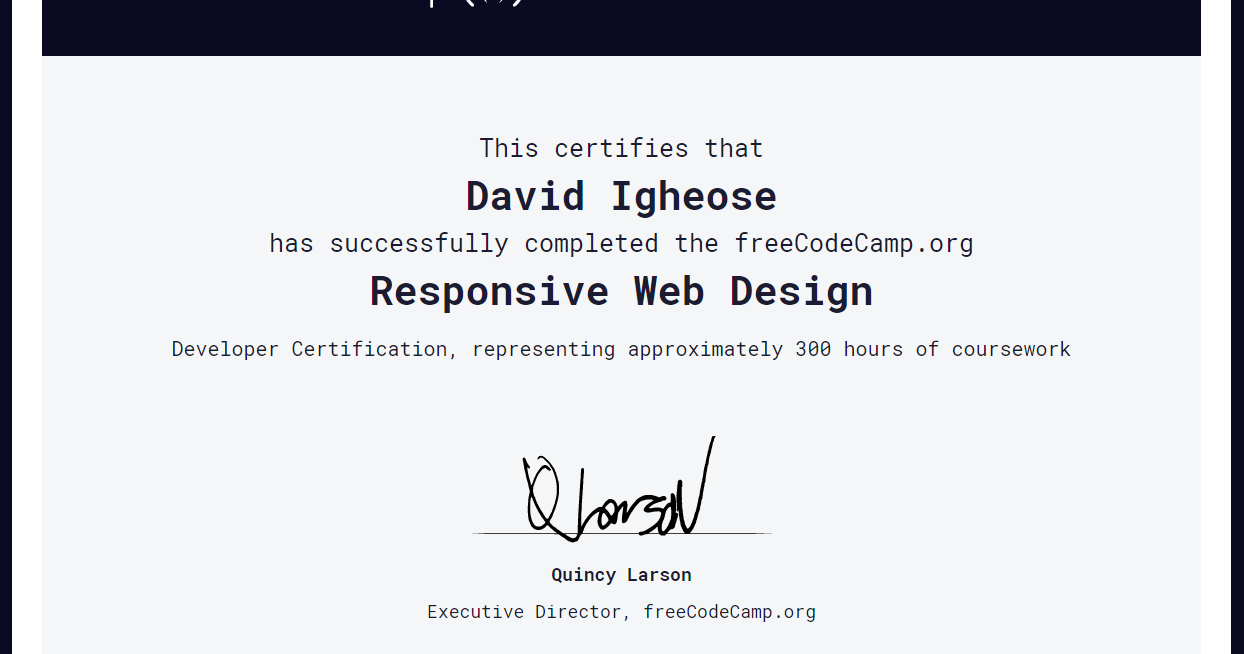 This certifies that
David Igheose
has successfully completed the freeCodeCamp.org
Responsive Web Design
Developer Certification, representing approximately 300 hours of coursework
Q Larson
Quincy Larson
Executive Director, freeCodeCamp.org